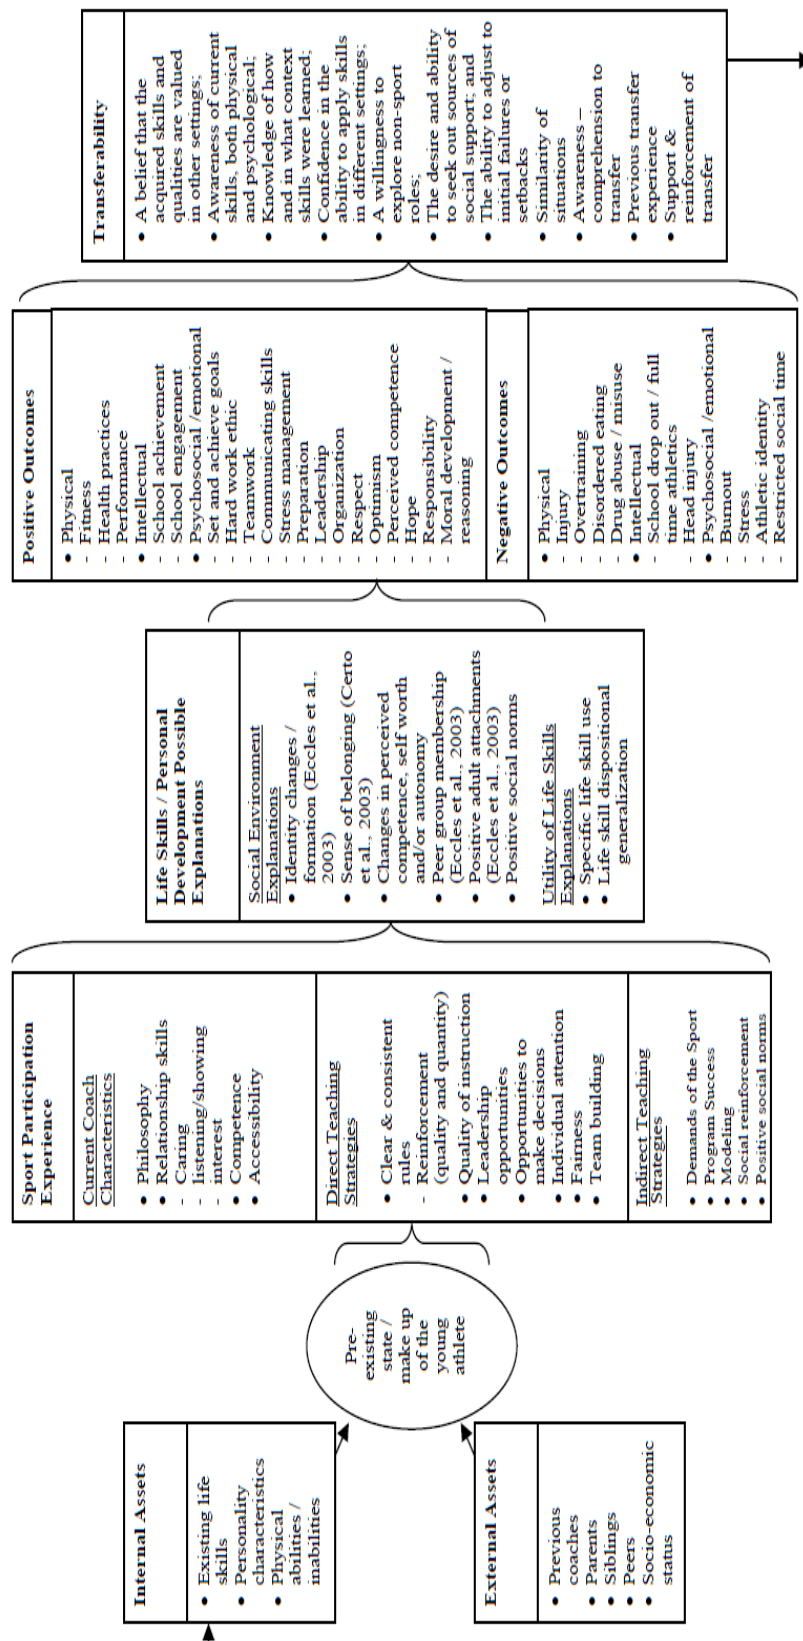 Internal Assets
• Existing life
skills
• Personality
characteristics
• Physical
abilities /
inabilities
External Assets
• Previous
coaches
• Parents
• Siblings
• Peers
• Socio-economic
status
Pre-
existing
state /
make up
of the
young
athlete
Sport Participation
Experience
Current Coach
Characteristics
• Philosophy
• Relationship skills
- Caring
- listening/showing
- interest
• Competence
• Accessibility
Direct Teaching
Strategies
• Clear & consistent
rules
- Reinforcement
(quality and quantity)
• Quality of instruction
• Leadership
opportunities
• Opportunities to
make decisions
• Individual attention
• Fairness
• Team building
Indirect Teaching
Strategies
• Demands of the Sport
• Program Success
• Modeling
• Social reinforcement
• Positive social norms
Life Skills / Personal
Development Possible
Explanations
Social Environment
Explanations
• Identity changes /
formation (Eccles et al.,
2003)
• Sense of belonging (Certo
et al., 2003)
• Changes in perceived
competence, self worth
and/or autonomy
• Peer group membership
(Eccles et al., 2003)
• Positive adult attachments
(Eccles et al., 2003)
• Positive social norms
Utility of Life Skills
Explanations
• Specific life skill use
• Life skill dispositional
generalization
Positive Outcomes
• Physical
- Fitness
- Health practices
- Performance
• Intellectual
- School achievement
- School engagement
• Psychosocial /emotional
- Set and achieve goals
- Hard work ethic
- Teamwork
- Communicating skills
- Stress management
- Preparation
- Leadership
- Organization
- Respect
- Optimism
- Perceived competence
- Hope
- Responsibility
- Moral development /
reasoning
Negative Outcomes
• Physical
- Injury
- Overtraining
- Disordered eating
- Drug abuse / misuse
• Intellectual
- School drop out / full
time athletics
- Head injury
• Psychosocial /emotional
- Burnout
- Stress
- Athletic identity
- Restricted social time
Transferability
• A belief that the
acquired skills and
qualities are valued
in other settings;
• Awareness of current
skills, both physical
and psychological;
• Knowledge of how
and in what context
skills were learned;
• Confidence in the
ability to apply skills
in different settings;
• A willingness to
explore non-sport
roles;
• The desire and ability
to seek out sources of
social support; and
• The ability to adjust to
initial failures or
setbacks
• Similarity of
situations
• Awareness –
comprehension to
transfer
• Previous transfer
experience
• Support &
reinforcement of
transfer